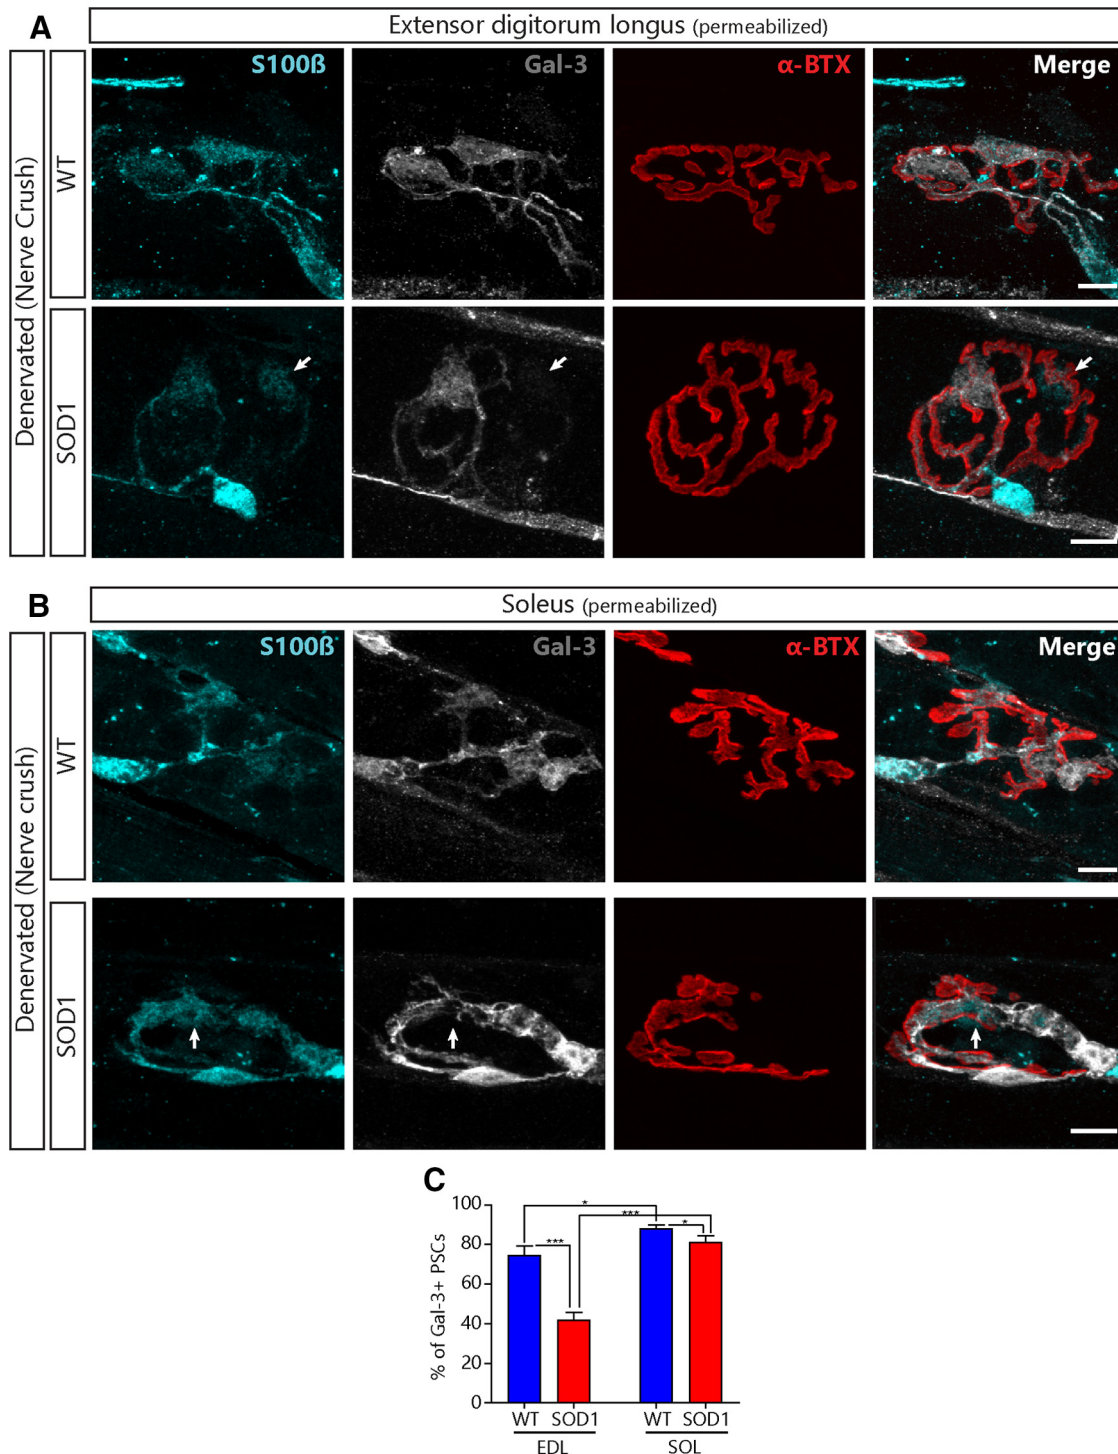 A
Extensor digitorum longus (permeabilized)
S100ß
Gal-3
α-BTX
Merge
Denervated (Nerve Crush)
WT
SOD1
B
Soleus (permeabilized)
S100ß
Gal-3
α-BTX
Merge
Denervated (Nerve crush)
WT
SOD1
C
% of Gal-3+ PSCs
100
80
60
40
20
0
*
***
***
*
WT
SOD1
WT
SOD1
EDL
SOL